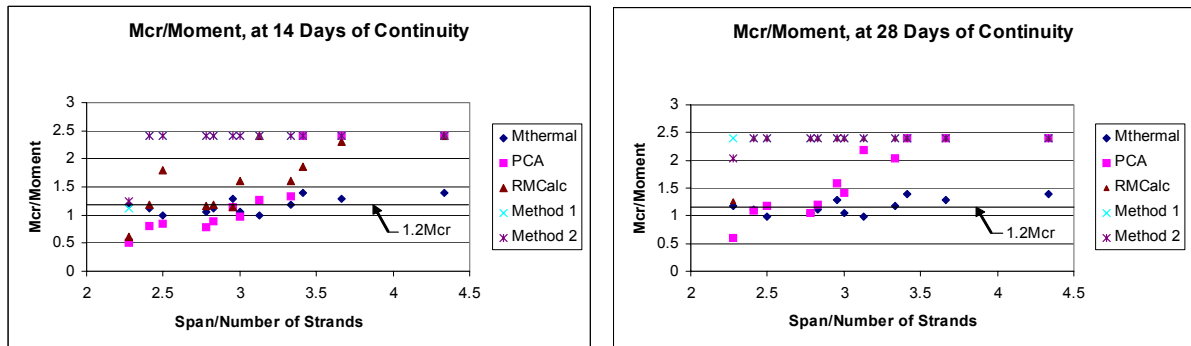 Mcr/Moment, at 14 Days of Continuity
Mcr/Moment
3
2.5
2
1.5
1
0.5
0
2
2.5
3
3.5
4
4.5
Span/Number of Strands
1.2Mcr
Mthermal
PCA
RMCalc
Method 1
Method 2
Mcr/Moment, at 28 Days of Continuity
Mcr/Moment
3
2.5
2
1.5
1
0.5
0
2
2.5
3
3.5
4
4.5
Span/Number of Strands
1.2Mcr
Mthermal
PCA
RMCalc
Method 1
Method 2